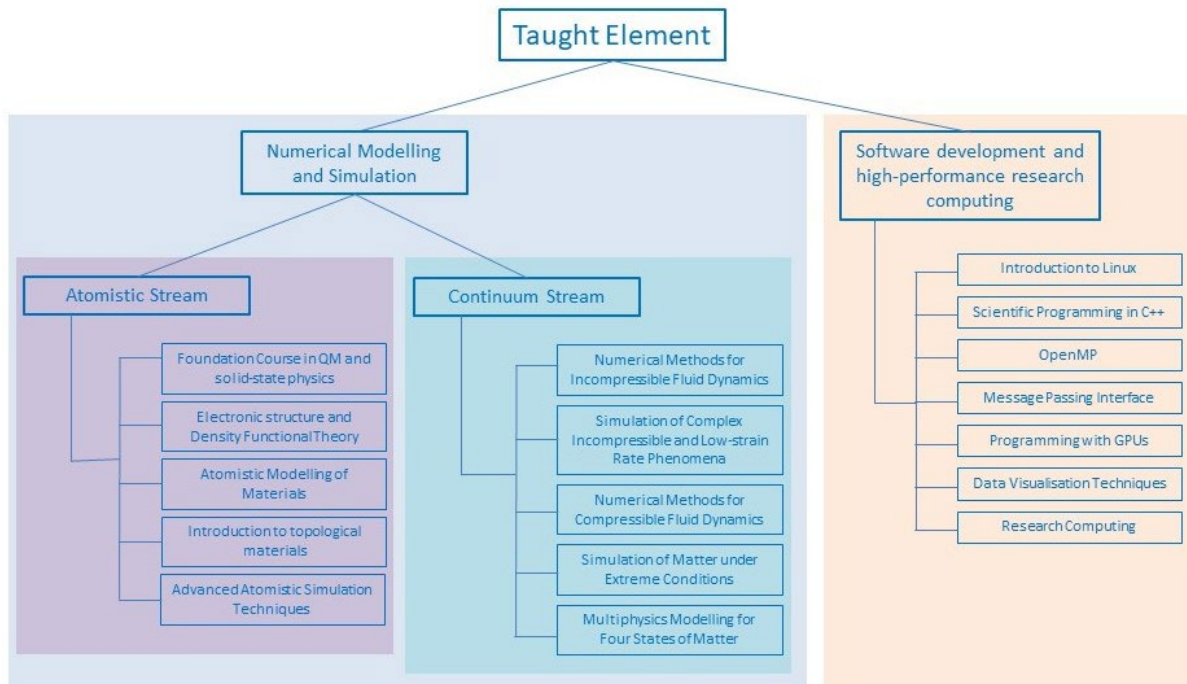 Taught Element
Numerical Modelling
and Simulation
Software development and
high-performance research
computing
Atomistic Stream
Foundation Course in QM and
solid-state physics
Electronic structure and
Density Functional Theory
Atomistic Modelling of
Materials
Introduction to topological
materials
Advanced Atomistic Simulation
Techniques
Continuum Stream
Numerical Methods for
Incompressible Fluid Dynamics
Simulation of Complex
Incompressible and Low-strain
Rate Phenomena
Numerical Methods for
Compressible Fluid Dynamics
Simulation of Matter under
Extreme Conditions
Multiphysics Modelling for
Four States of Matter
Introduction to Linux
Scientific Programming in C++
OpenMP
Message Passing Interface
Programming with GPUs
Data Visualisation Techniques
Research Computing